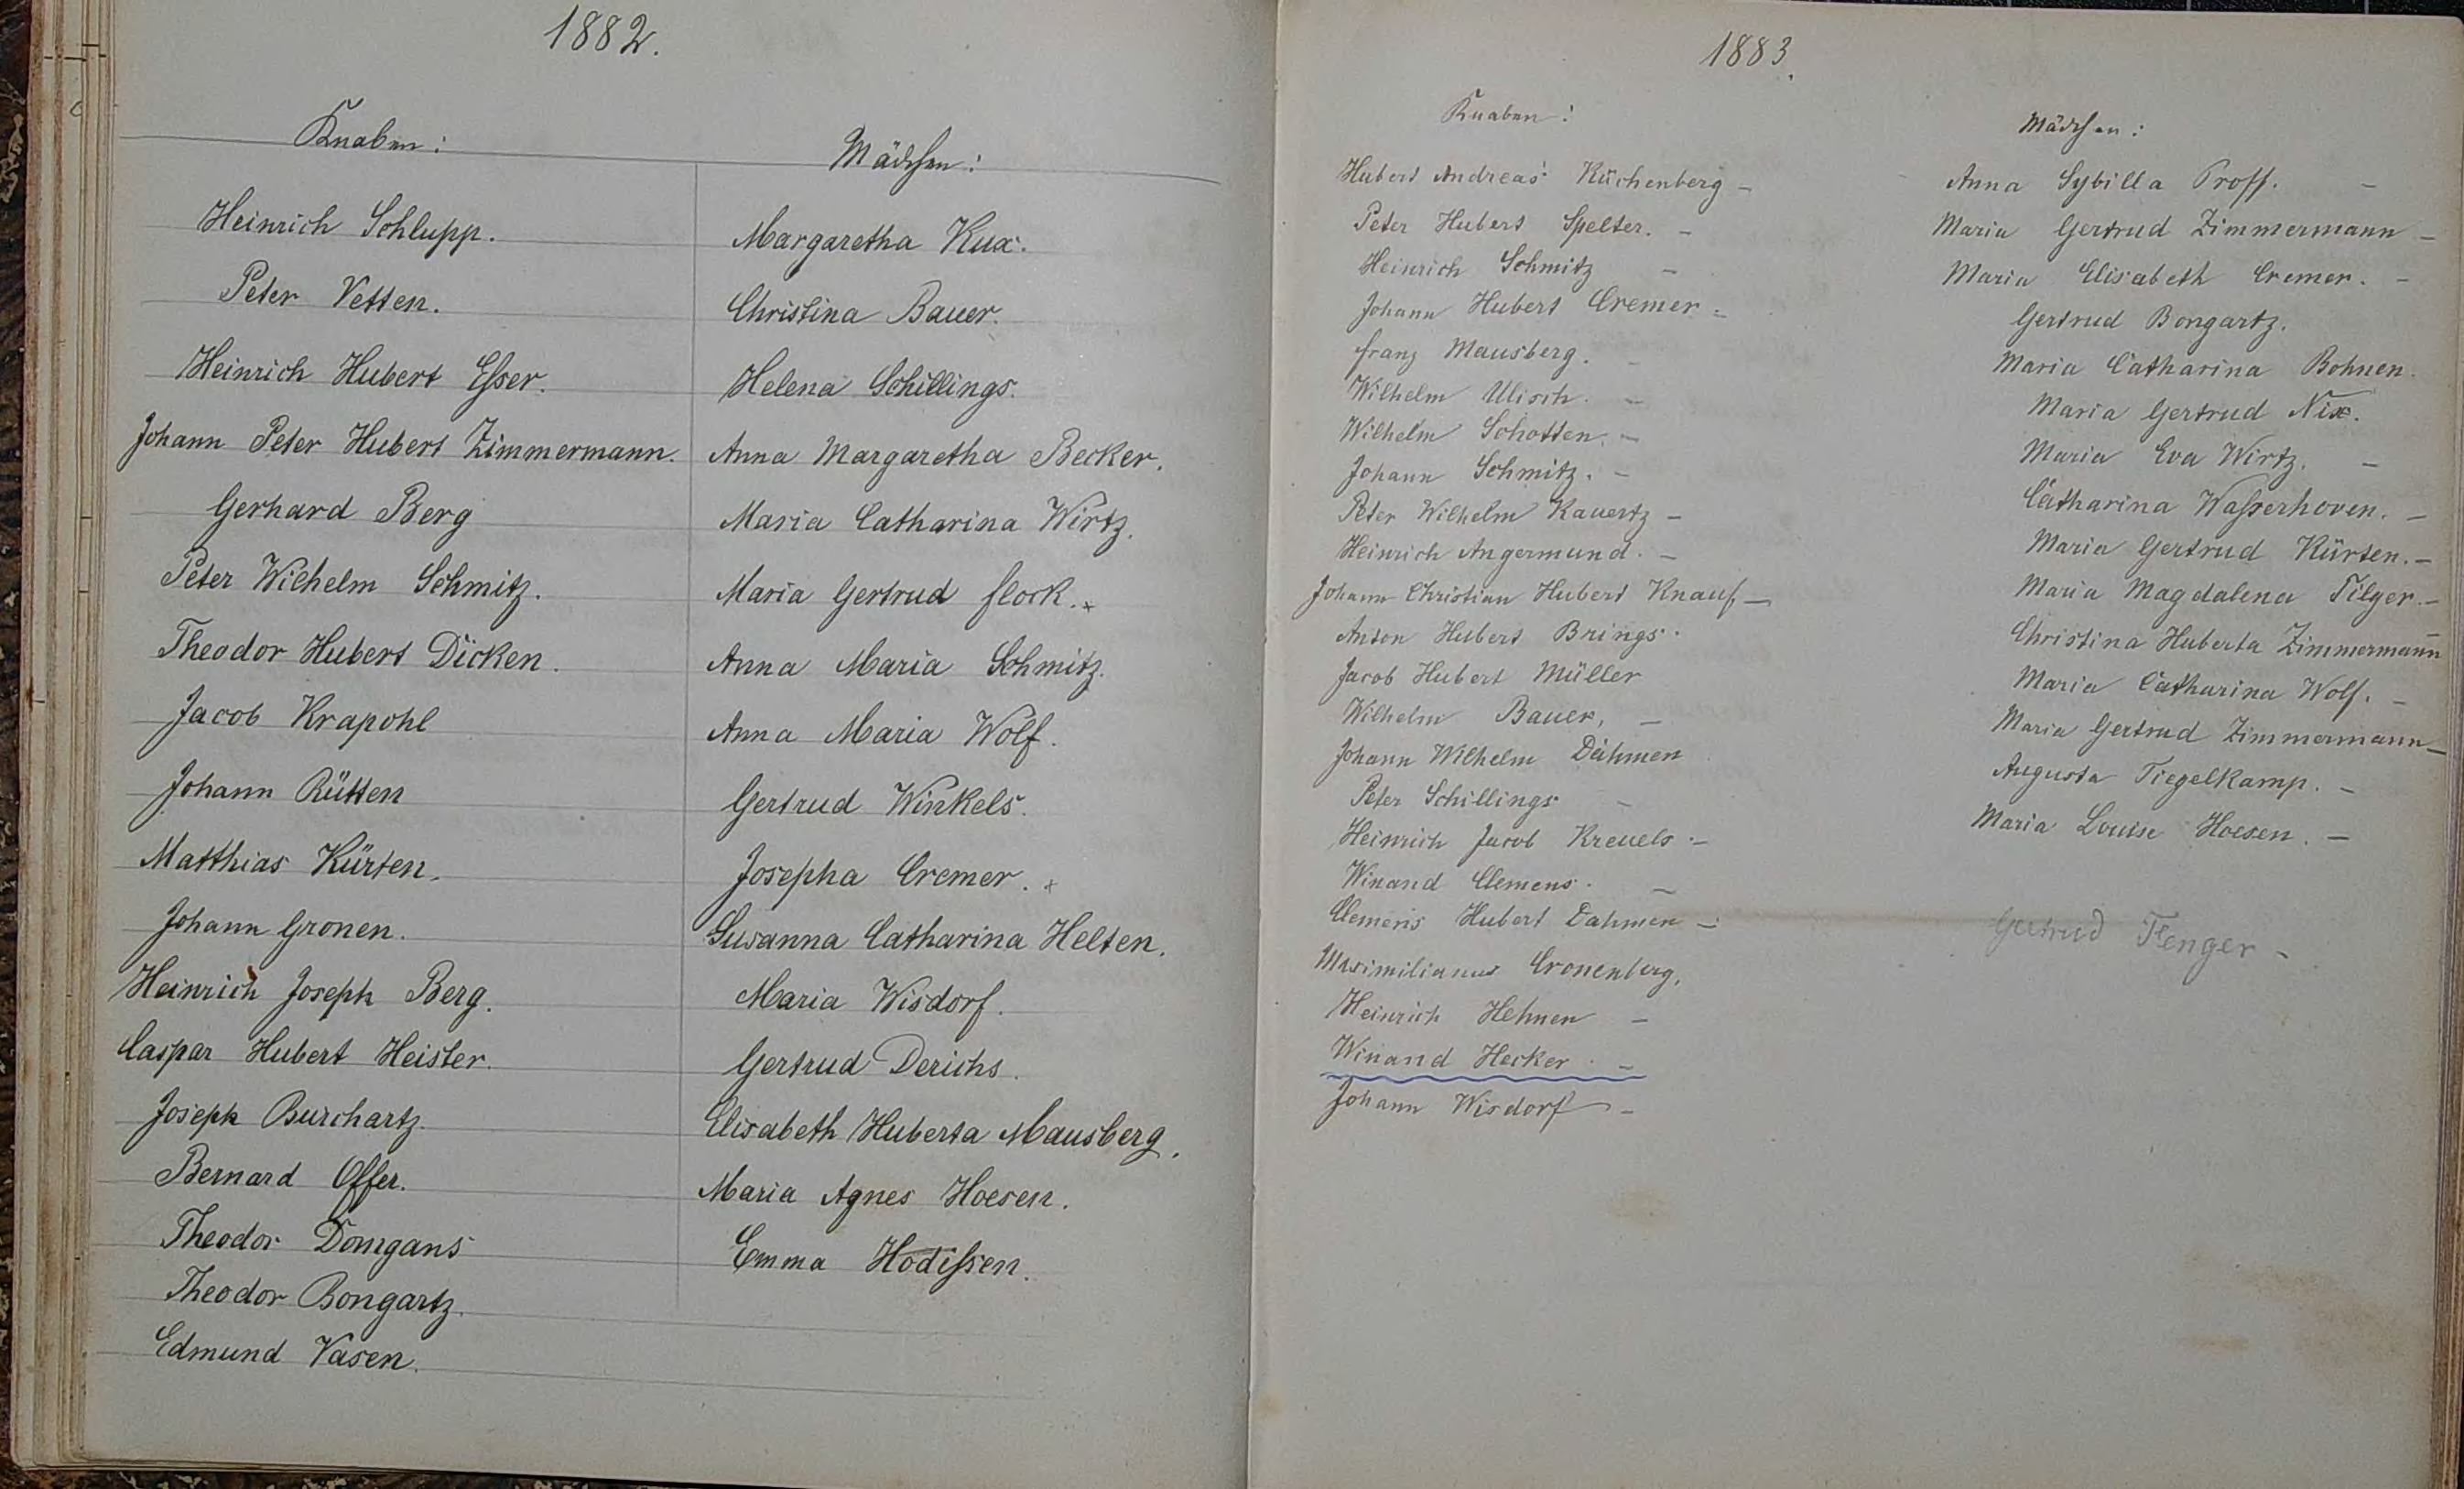 1882.
Knaben:
Heinrich Schlupp.
Peter Vetten.
Heinrich Hubert Esser.
Johann Peter Hubert Zimmermann.
Gerhard Berg
Peter Wilhelm Schmitz.
Theodor Hubert Dicken.
Jacob Krapohl
Johann Rütten
Matthias Kürten.
Johann Gronen.
Heinrich Joseph Berg.
Caspar Hubert Heister.
Joseph Burchartz.
Bernard Offer.
Theodor Domgans
Theodor Bongartz.
Edmund Vasen.
Mädchen:
Margaretha Kux.
Christina Bauer.
Helena Schillings.
Anna Margaretha Becker.
Maria Catharina Wirtz.
Maria Gertrud Flock. +
Anna Maria Schmitz.
Anna Maria Wolf.
Gertrud Winkels.
Josepha Cremer. +
Susanna Catharina Helten.
Maria Wisdorf.
Gertrud Derichs.
Elisabeth Huberta Mausberg.
Maria Agnes Hoesen.
Emma Hodissen.
1883.
Knaben:
Hubert Andreas Küchenberg -
Peter Hubert Spelter. -
Heinrich Schmitz -
Johann Hubert Cremer -
Franz Mausberg. -
Wilhelm Ulisch. -
Wilhelm Schotten. -
Johann Schmitz. -
Peter Wilhelm Kauertz -
Heinrich Angermund. -
Johann Christian Hubert Knauf, -
Anton Hubert Brings.
Jacob Hubert Müller
Wilhelm Bauer, -
Johann Wilhelm Dahmen
Peter Schillings -
Heinrich Jacob Kreuels. -
Winand Clemens. -
Clemens Hubert Dahmen -
Maximilianus Cronenberg.
Heinrich Hehnen -
Winand Hecker. -
Johann Wisdorf -
Mädchen:
Anna Sybilla Proff. -
Maria Gertrud Zimmermann -
Maria Elisabeth Cremer. -
Gertrud Bongartz.
Maria Catharina Bohnen.
Maria Gertrud Nix.
Maria Eva Wirtz. -
Catharina Wasserhoven. -
Maria Gertrud Kürten. -
Maria Magdalena Tilger. -
Christina Huberta Zimmermann -
Maria Catharina Wolf. -
Maria Gertrud Zimmermann -
Augusta Tiegelkamp. -
Maria Louise Hoesen. -
Gertrud Flenger -